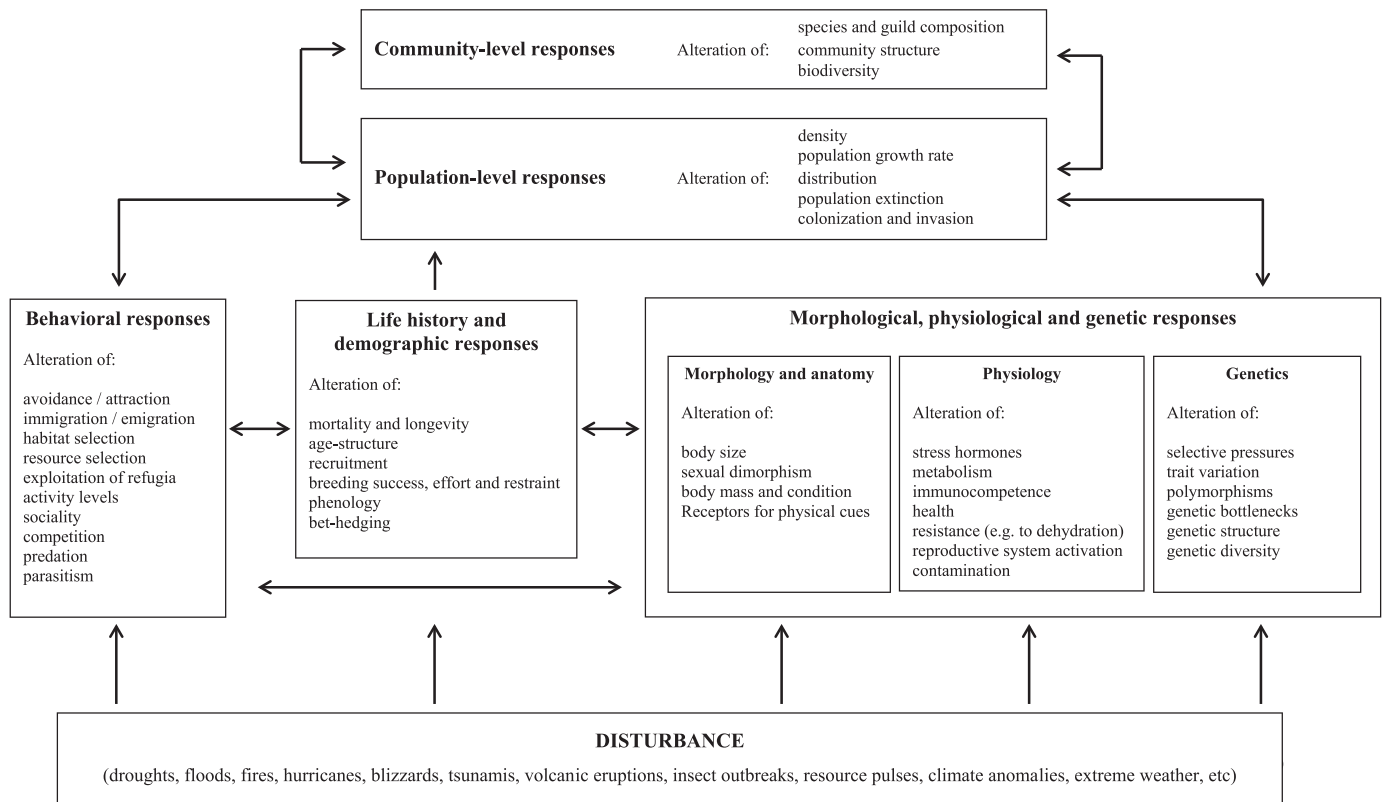 Community-level responses
Alteration of:
species and guild composition
community structure
biodiversity
Population-level responses
Alteration of:
density
population growth rate
distribution
population extinction
colonization and invasion
Behavioral responses
Alteration of:
avoidance / attraction
immigration / emigration
habitat selection
resource selection
exploitation of refugia
activity levels
sociality
competition
predation
parasitism
Life history and
demographic responses
Alteration of:
mortality and longevity
age-structure
recruitment
breeding success, effort and restraint
phenology
bet-hedging
Morphological, physiological and genetic responses
Morphology and anatomy
Alteration of:
body size
sexual dimorphism
body mass and condition
Receptors for physical cues
Physiology
Alteration of:
stress hormones
metabolism
immunocompetence
health
resistance (e.g. to dehydration)
reproductive system activation
contamination
Genetics
Alteration of:
selective pressures
trait variation
polymorphisms
genetic bottlenecks
genetic structure
genetic diversity
DISTURBANCE
(droughts, floods, fires, hurricanes, blizzards, tsunamis, volcanic eruptions, insect outbreaks, resource pulses, climate anomalies, extreme weather, etc)